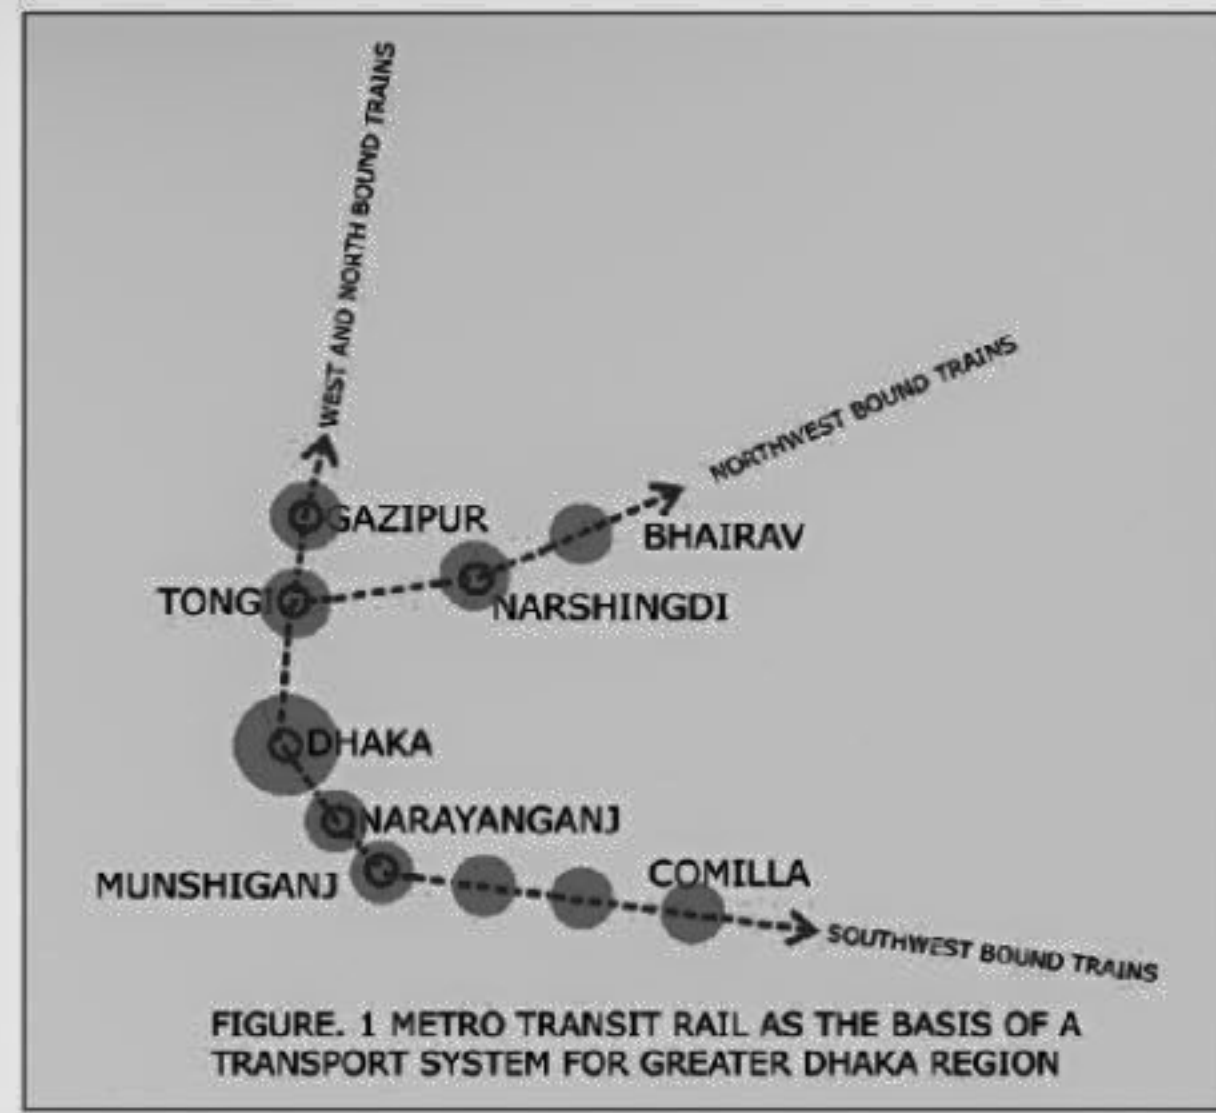 WEST AND NORTH BOUND TRAINS
NORTHWEST BOUND TRAINS
GAZIPUR
BHAIRAV
TONGI
NARSHINGDI
DHAKA
NARAYANGANJ
COMILLA
MUNSHIGANJ
SOUTHWEST BOUND TRAINS
FIGURE. 1 METRO TRANSIT RAIL AS THE BASIS OF A
TRANSPORT SYSTEM FOR GREATER DHAKA REGION